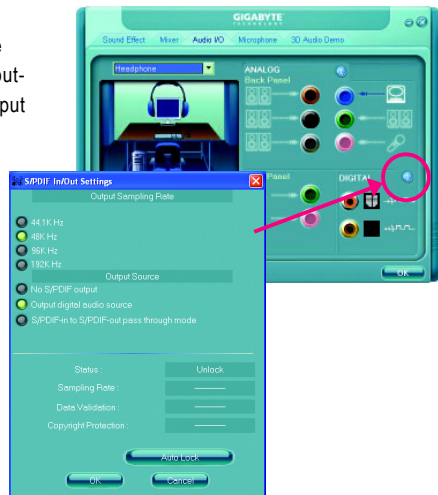 GIGABYTE
Sound Effect Mixer Audio I/O Microphone 3D Audio Demo
out-
put
Headphone
ANALOG
Back Panel
Panel
DIGITAL
OK
S/PDIF In/Out Settings
Output Sampling Rate
44.1K Hz
48K Hz
96K Hz
192K Hz
Output Source
No S/PDIF output
Output digital audio source
S/PDIF-in to S/PDIF-out pass through mode
Status : Unlock
Sampling Rate :
Data Validation :
Copyright Protection :
Auto Lock
OK Cancel